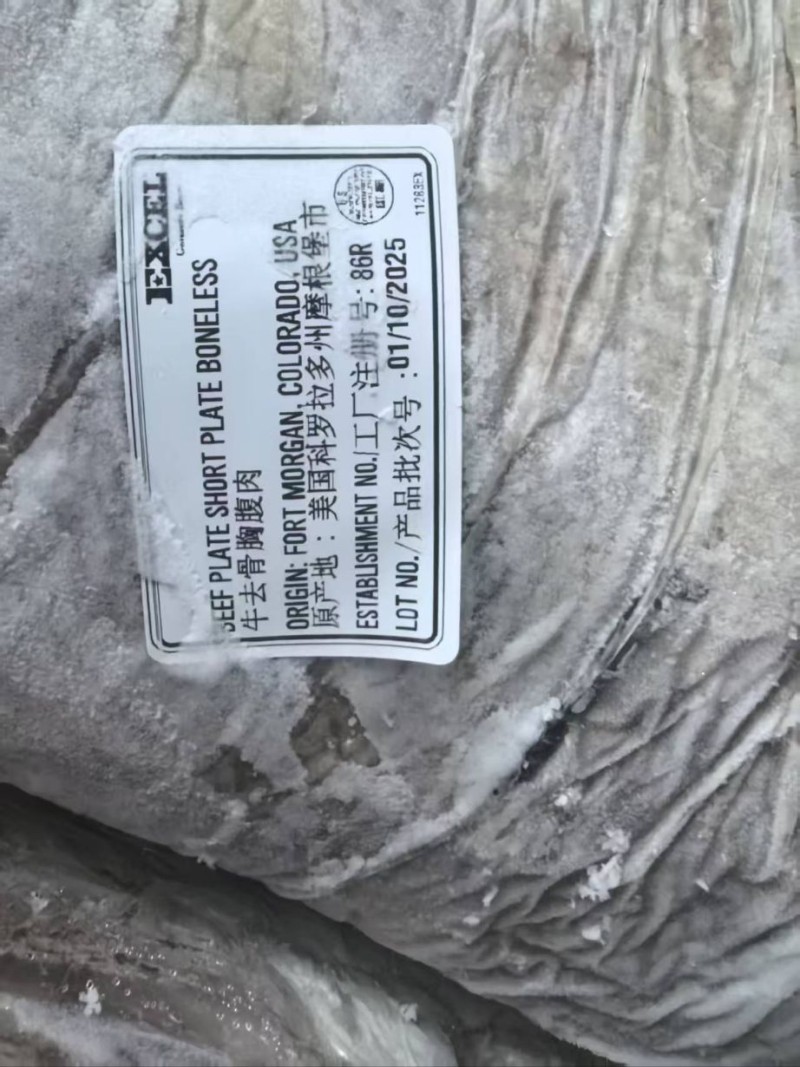 EXCEL
BEEF PLATE SHORT PLATE BONELESS
牛去骨胸腹肉
ORIGIN: FORT MORGAN, COLORADO, USA
原产地：美国科罗拉多州摩根堡市
ESTABLISHMENT NO./工厂注册号: 86R
LOT NO./产品批次号 :01/10/2025
11263EX